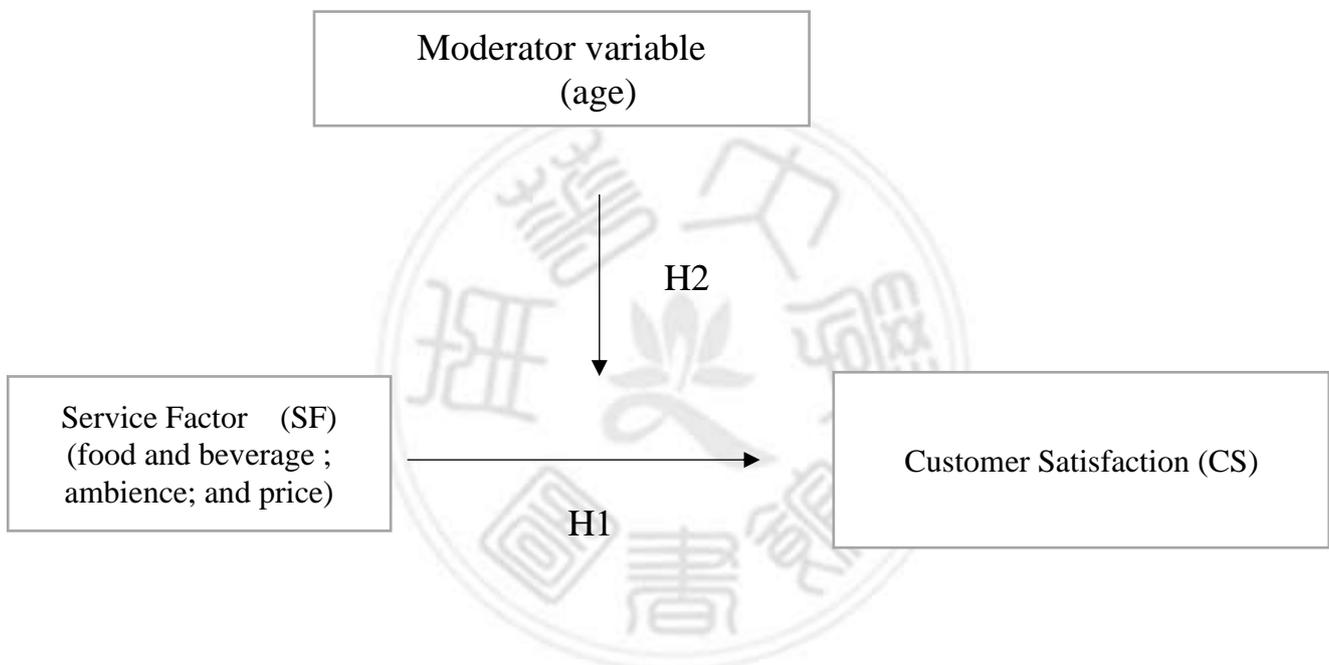 Moderator variable
(age)
H2
Service Factor (SF)
(food and beverage ;
ambience; and price)
Customer Satisfaction (CS)
H1